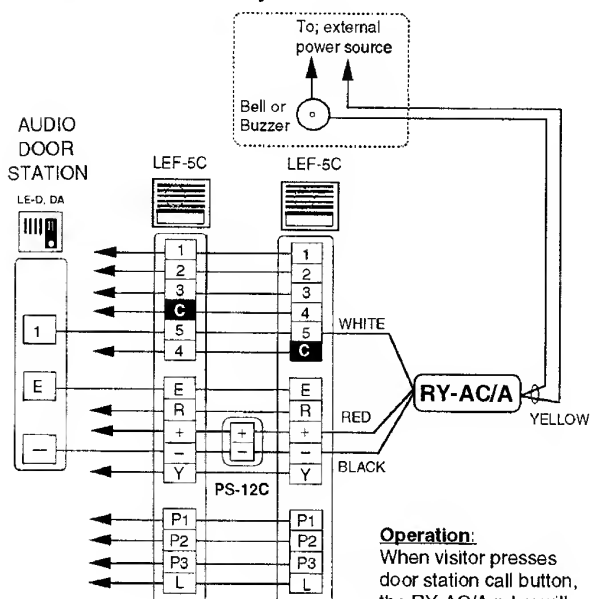 To; external
power source
Bell or
Buzzer
AUDIO
DOOR
STATION
LE-D, DA
LEF-5C
LEF-5C
1
2
3
C
5
4
E
R
+
−
Y
P1
P2
P3
L
1
2
3
4
5
C
E
R
+
−
Y
P1
P2
P3
L
1
E
—
+
−
PS-12C
WHITE
RED
BLACK
RY-AC/A
YELLOW
Operation:
When visitor presses
door station call button,